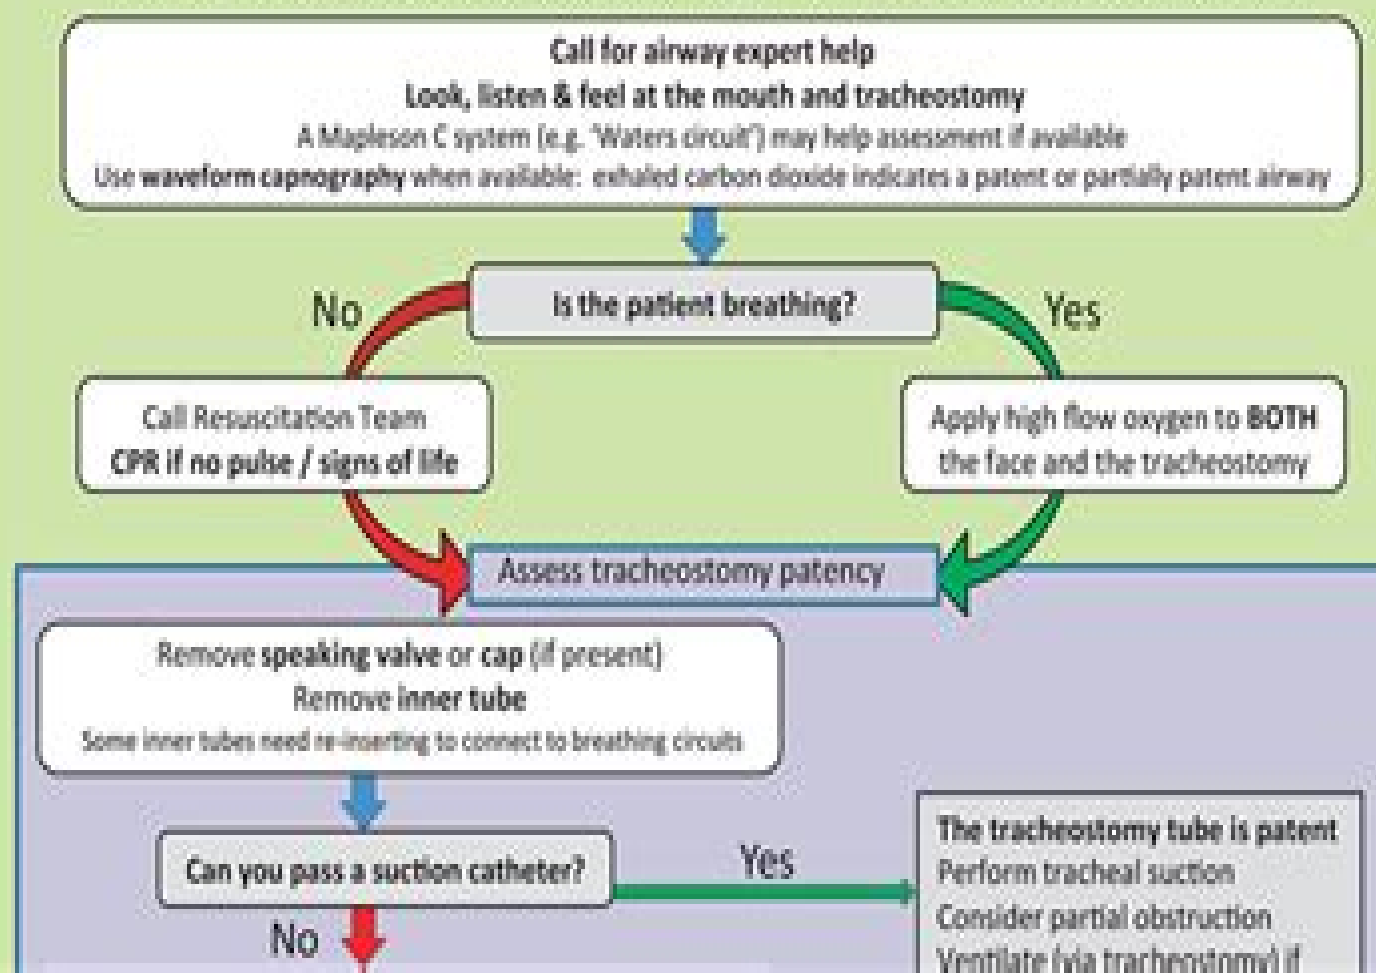 Call for airway expert help
Look, listen & feel at the mouth and tracheostomy
A Mapleson C system (e.g. 'Waters circuit') may help assessment if available
Use waveform capnography when available: exhaled carbon dioxide indicates a patent or partially patent airway
Is the patient breathing?
No
Yes
Call Resuscitation Team
CPR if no pulse / signs of life
Apply high flow oxygen to BOTH
the face and the tracheostomy
Assess tracheostomy patency
Remove speaking valve or cap (if present)
Remove inner tube
Some inner tubes need re-inserting to connect to breathing circuits
Can you pass a suction catheter?
Yes
No
The tracheostomy tube is patent
Perform tracheal suction
Consider partial obstruction
Ventilate (via tracheostomy) if